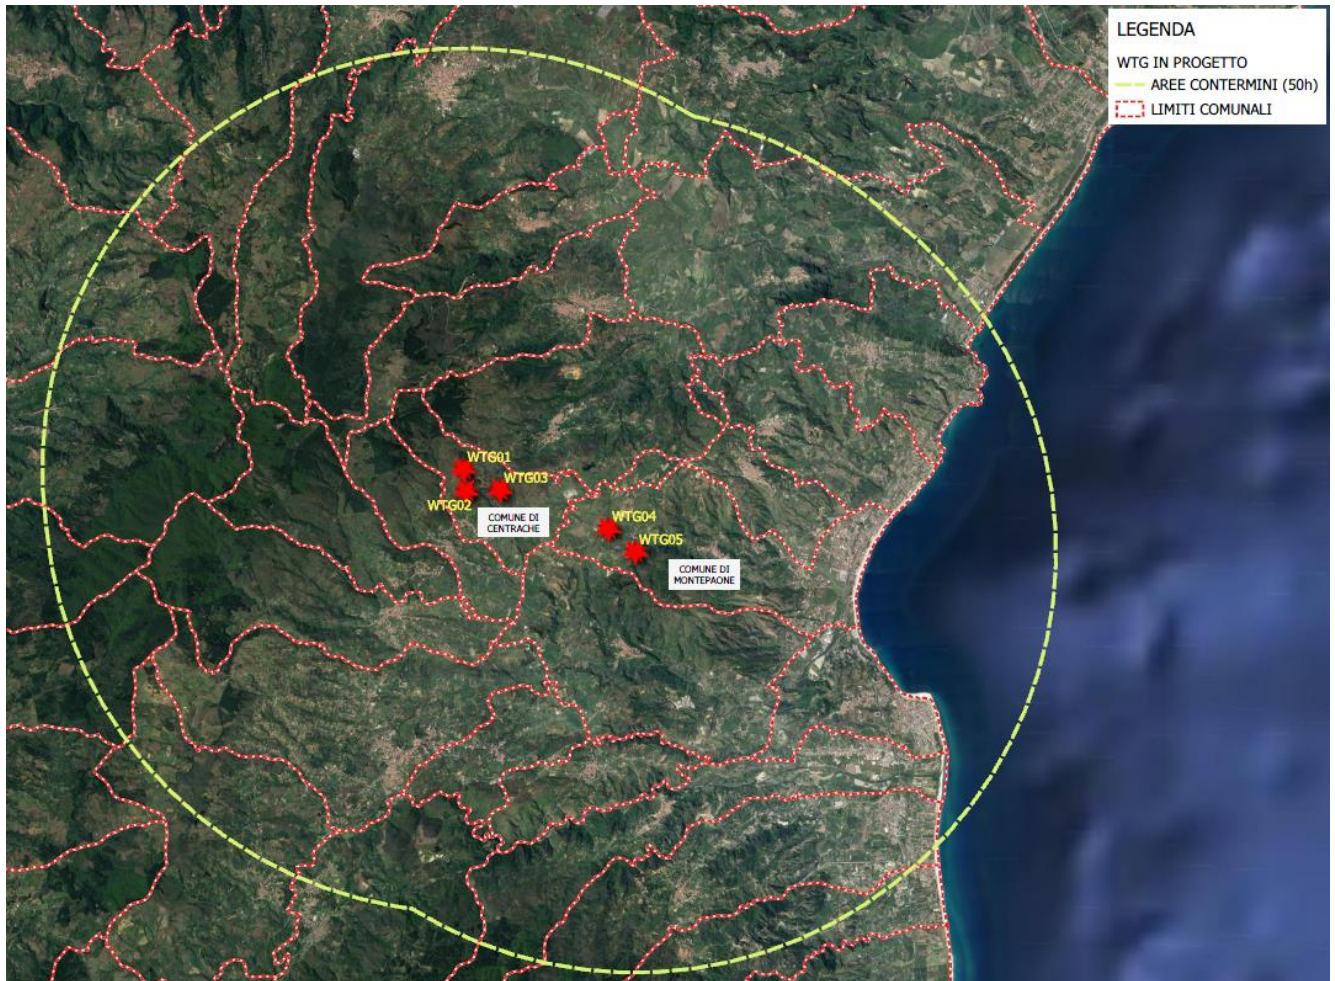 LEGENDA
WTG IN PROGETTO
AREE CONTERMINI (50h)
LIMITI COMUNALI
WTG01
WTG03
WTG02
COMUNE DI
CENTRACHE
WTG04
WTG05
COMUNE DI
MONTEPAONE